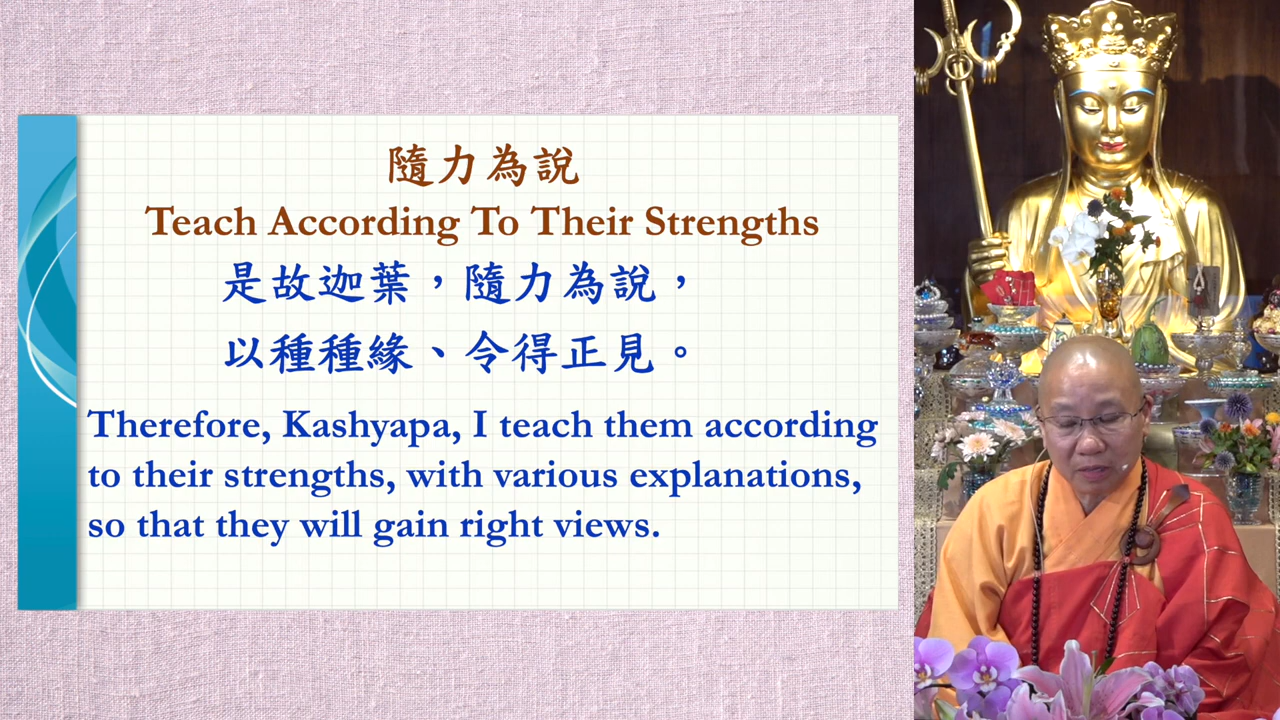 隨力為說
Teach According To Their Strengths
是故迦葉，隨力為說，
以種種緣、令得正見。
Therefore, Kashyapa, I teach them according
to their strengths, with various explanations,
so that they will gain right views.